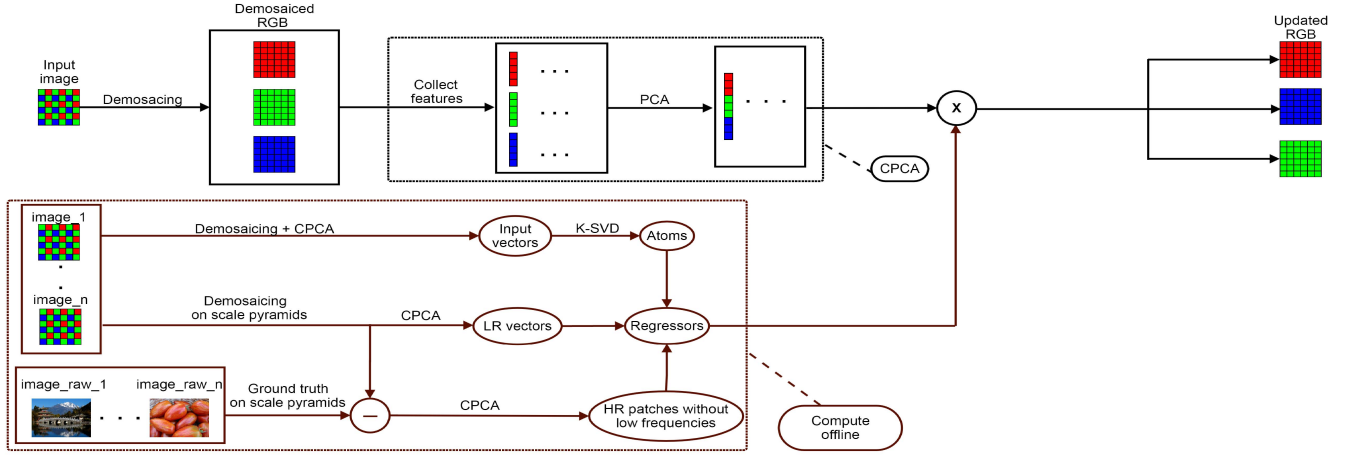 Demosaiced
RGB
Updated
RGB
Input
image
Demosacing
Collect
features
. . .
. . .
. . .
PCA
. . .
X
CPCA
image_1
.
.
image_n
Demosaicing + CPCA
Input
vectors
K-SVD
Atoms
Demosaicing
on scale pyramids
CPCA
LR vectors
Regressors
image_raw_1
image_raw_n
. . .
Ground truth
on scale pyramids
—
CPCA
HR patches without
low frequencies
Compute
offline